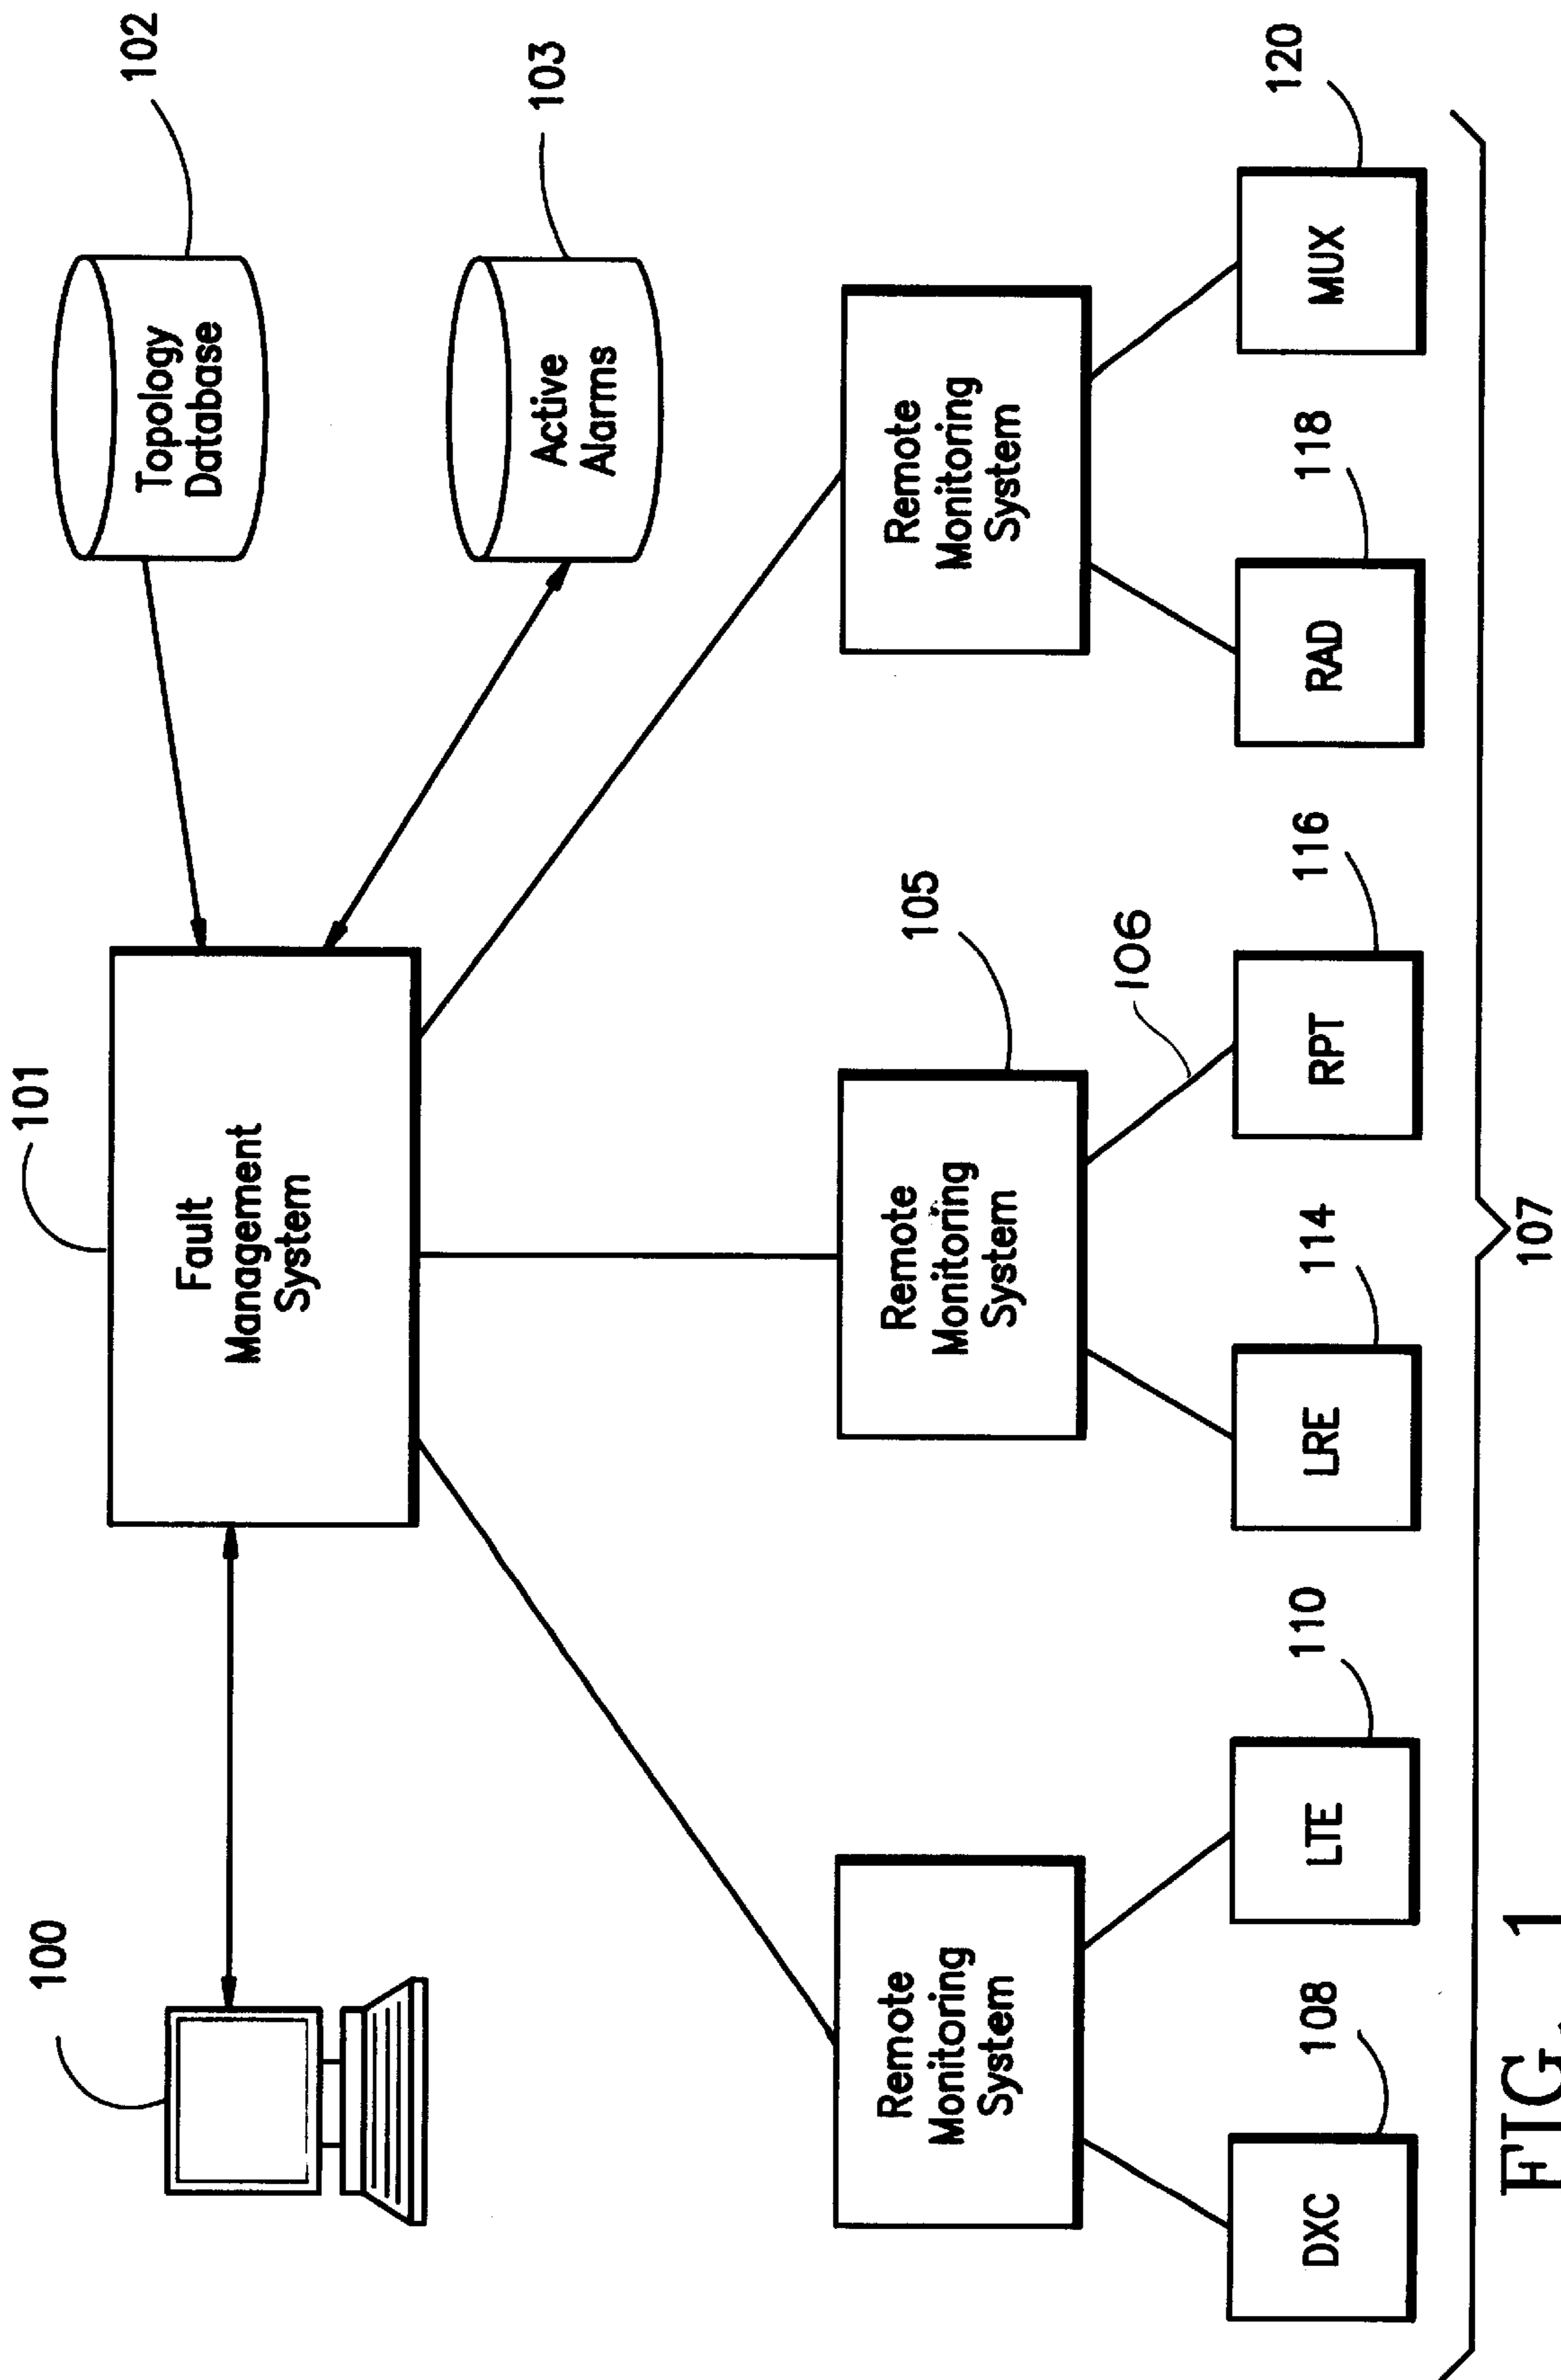 100
101
102
Fault
Management
System
Topology
Database
103
Active
Alarms
105
Remote
Monitoring
System
Remote
Monitoring
System
Remote
Monitoring
System
106
108
110
114
116
118
120
DXC
LTE
LRE
RPT
RAD
MUX
107
FIG. 1